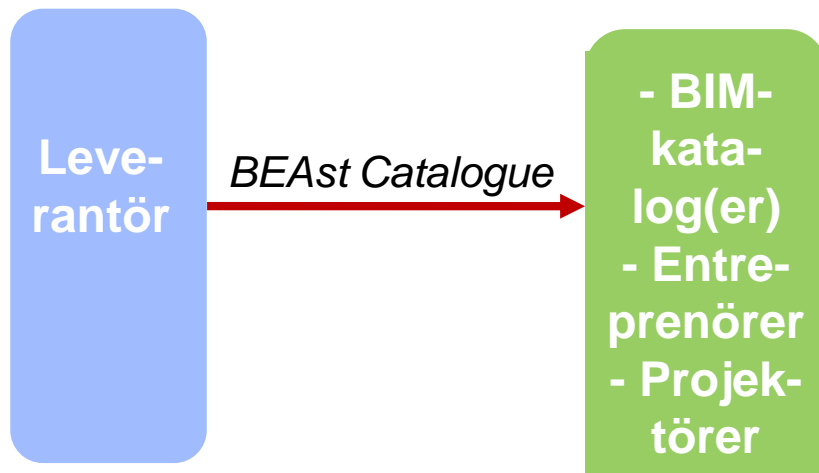 Leve-
rantör
BEAst Catalogue
- BIM-
kata-
log(er)
- Entre-
prenörer
- Projek-
törer